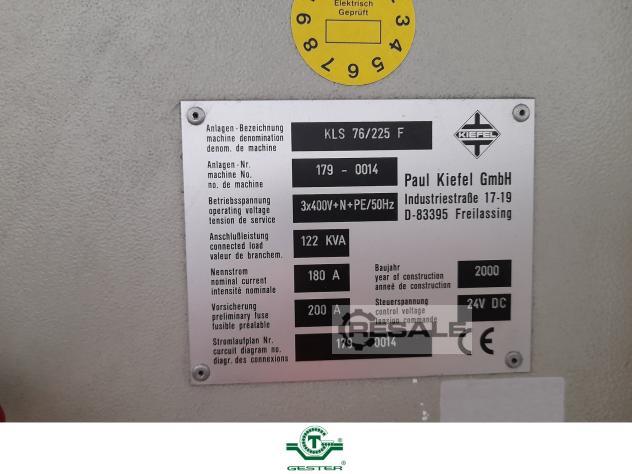 Elektrisch
Geprüft
9 8 7 6 5 4 3
KIEFEL
Anlagen-Bezeichnung
machine denomination
denom. de machine
KLS 76/225 F
Anlagen-Nr.
machine No.
no. de machine
179 - 0014
Paul Kiefel GmbH
Industriestraße 17-19
D-83395 Freilassing
Betriebsspannung
operating voltage
tension de service
3x400V+N+PE/50Hz
Anschlußleistung
connected load
valeur de branchem.
122 KVA
Nennstrom
nominal current
intensité nominale
180 A
Baujahr
year of construction
anneé de construction
2000
Vorsicherung
preliminary fuse
fusible préalable
200 A
Steuerspannung
control voltage
tension commande
24V DC
RESALE
Stromlaufplan Nr.
curcuit diagram no.
diagr. des connexions
179 - 0014
CE
GESTER®